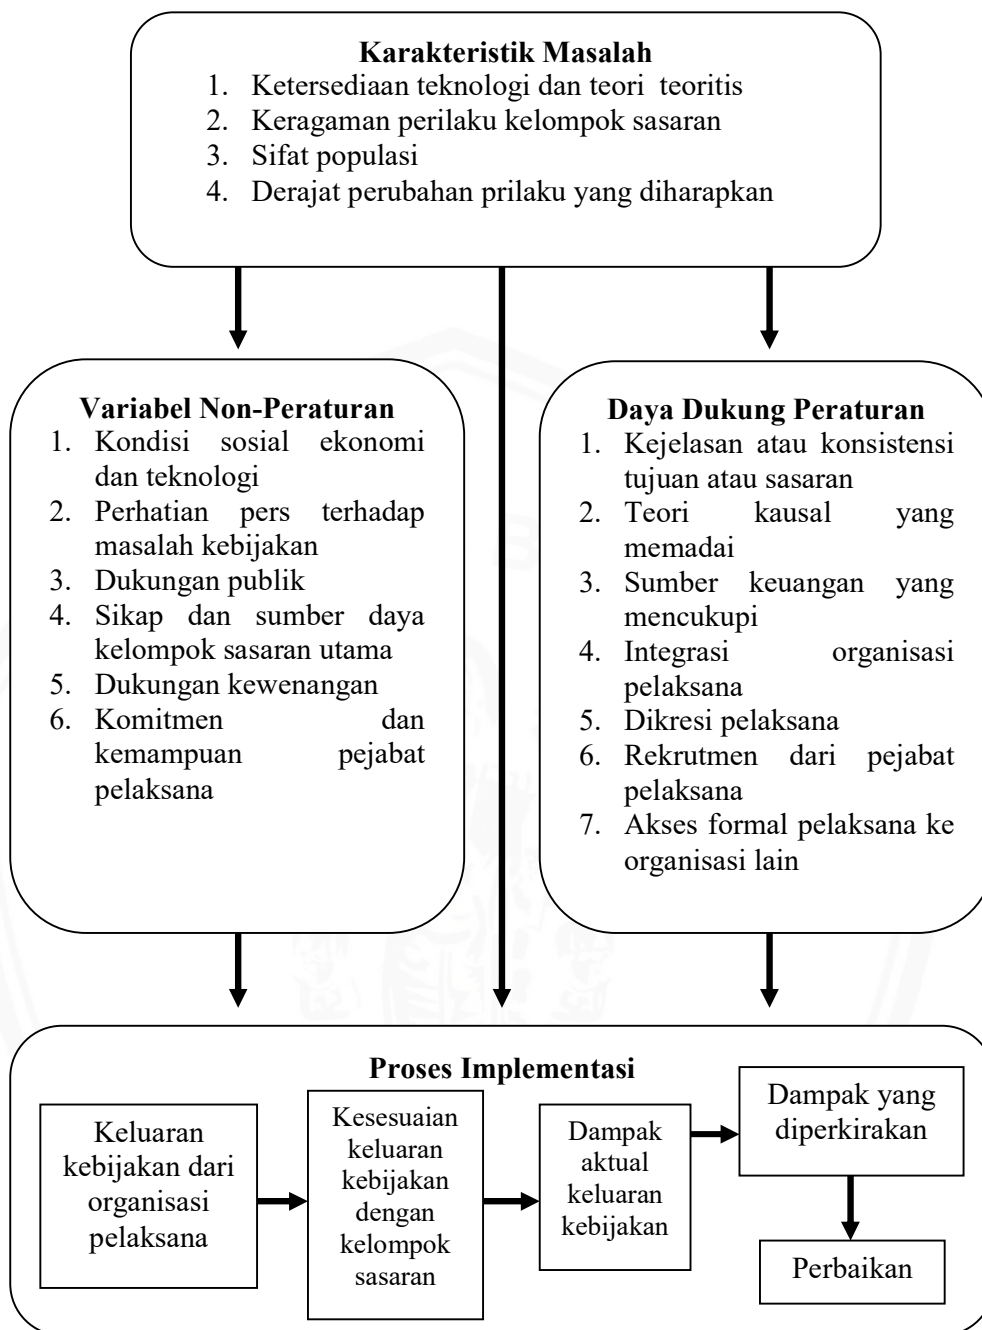 Karakteristik Masalah
1. Ketersediaan teknologi dan teori teoritis
2. Keragaman perilaku kelompok sasaran
3. Sifat populasi
4. Derajat perubahan prilaku yang diharapkan
Variabel Non-Peraturan
1. Kondisi sosial ekonomi
dan teknologi
2. Perhatian pers terhadap
masalah kebijakan
3. Dukungan publik
4. Sikap dan sumber daya
kelompok sasaran utama
5. Dukungan kewenangan
6. Komitmen dan
kemampuan pejabat
pelaksana
Daya Dukung Peraturan
1. Kejelasan atau konsistensi
tujuan atau sasaran
2. Teori kausal yang
memadai
3. Sumber keuangan yang
mencukupi
4. Integrasi organisasi
pelaksana
5. Dikresi pelaksana
6. Rekrutmen dari pejabat
pelaksana
7. Akses formal pelaksana ke
organisasi lain
Proses Implementasi
Keluaran
kebijakan dari
organisasi
pelaksana
Kesesuaian
keluaran
kebijakan
dengan
kelompok
sasaran
Dampak
aktual
keluaran
kebijakan
Dampak yang
diperkirakan
Perbaikan